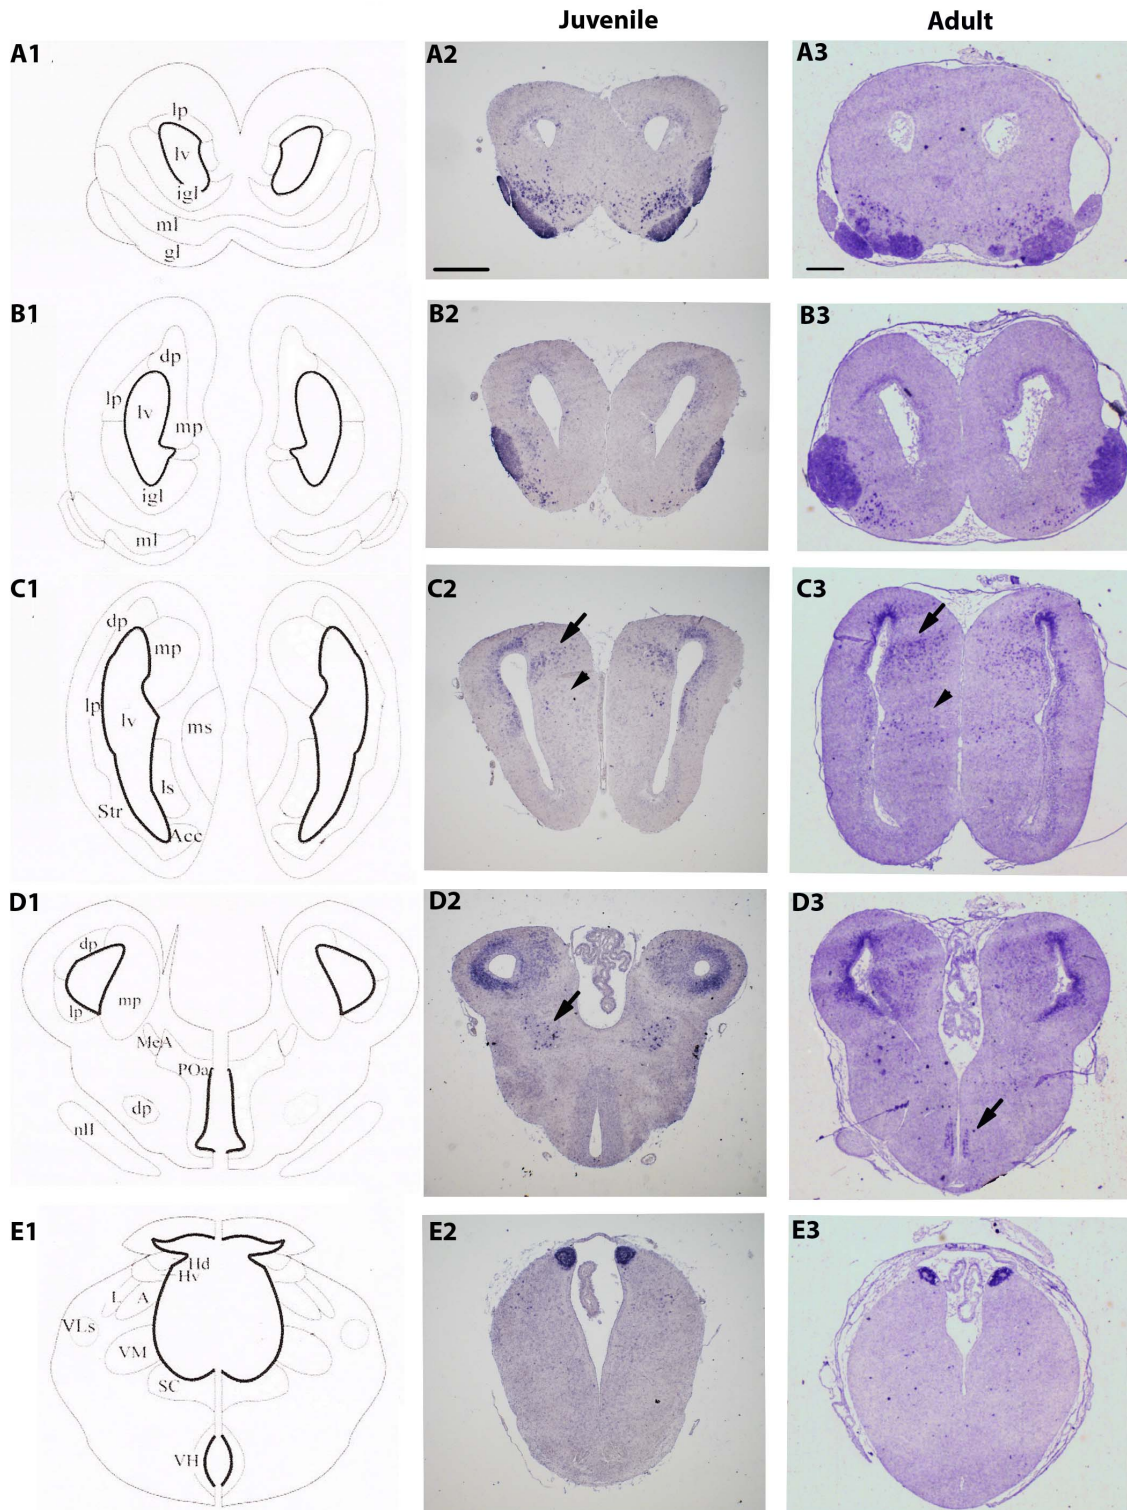 Juvenile Adult
A1 A2 A3
lp
lv
igl
ml
gl
B1 B2 B3
dp
lp
lv
mp
igl
ml
C1 C2 C3
dp
mp
lp
lv
ms
ls
Str
Acc
D1 D2 D3
dp
mp
lp
MeA
POa
dp
nII
E1 E2 E3
Hd
Hv
L A
VLs
VM
SC
VH